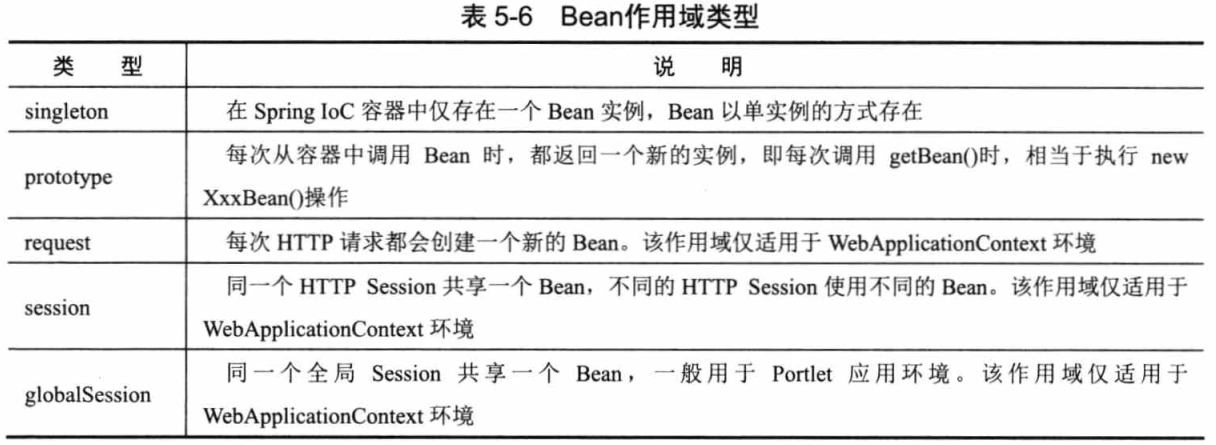 表 5-6 Bean作用域类型
类 型 说 明
singleton 在 Spring IoC 容器中仅存在一个 Bean 实例，Bean 以单实例的方式存在
prototype 每次从容器中调用 Bean 时，都返回一个新的实例，即每次调用 getBean()时，相当于执行 new
XxxBean()操作
request 每次 HTTP 请求都会创建一个新的 Bean。该作用域仅适用于 WebApplicationContext 环境
session 同一个 HTTP Session 共享一个 Bean，不同的 HTTP Session 使用不同的 Bean。该作用域仅适用于
WebApplicationContext 环境
globalSession 同一个全局 Session 共享一个 Bean，一般用于 Portlet 应用环境。该作用域仅适用于
WebApplicationContext 环境